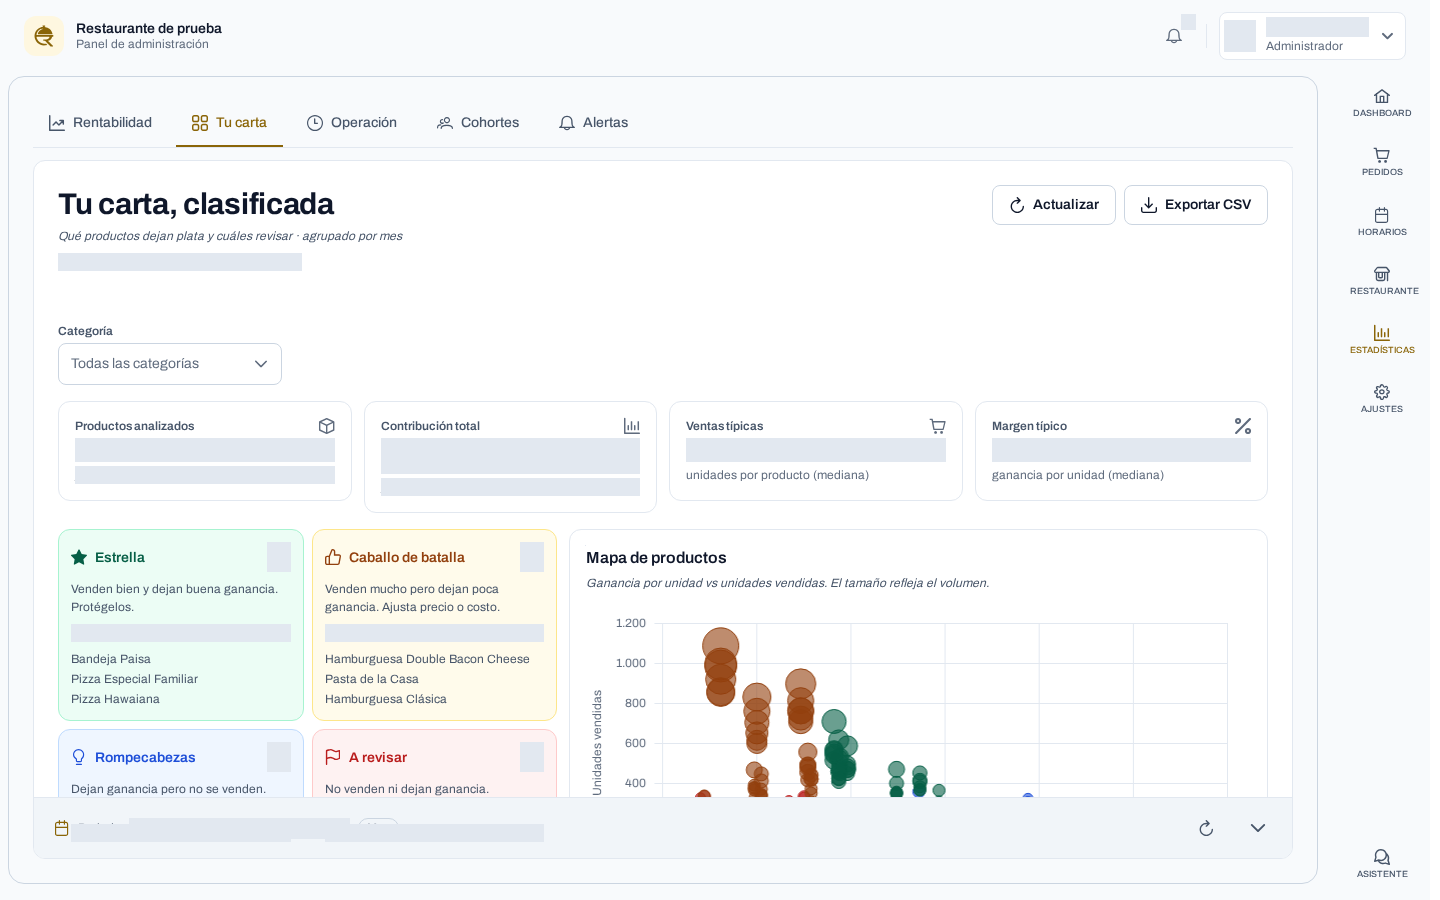 Restaurante de prueba
Panel de administración
Administrador
Rentabilidad
Tu carta
Operación
Cohortes
Alertas
DASHBOARD
PEDIDOS
HORARIOS
RESTAURANTE
ESTADÍSTICAS
AJUSTES
ASISTENTE
Tu carta, clasificada
Qué productos dejan plata y cuáles revisar · agrupado por mes
Actualizar
Exportar CSV
Categoría
Todas las categorías
Productos analizados
Contribución total
Ventas típicas
unidades por producto (mediana)
Margen típico
ganancia por unidad (mediana)
Estrella
Venden bien y dejan buena ganancia.
Protégelos.
Bandeja Paisa
Pizza Especial Familiar
Pizza Hawaiana
Caballo de batalla
Venden mucho pero dejan poca
ganancia. Ajusta precio o costo.
Hamburguesa Double Bacon Cheese
Pasta de la Casa
Hamburguesa Clásica
Rompecabezas
Dejan ganancia pero no se venden.
A revisar
No venden ni dejan ganancia.
Mapa de productos
Ganancia por unidad vs unidades vendidas. El tamaño refleja el volumen.
1.200
1.000
800
600
400
Unidades vendidas